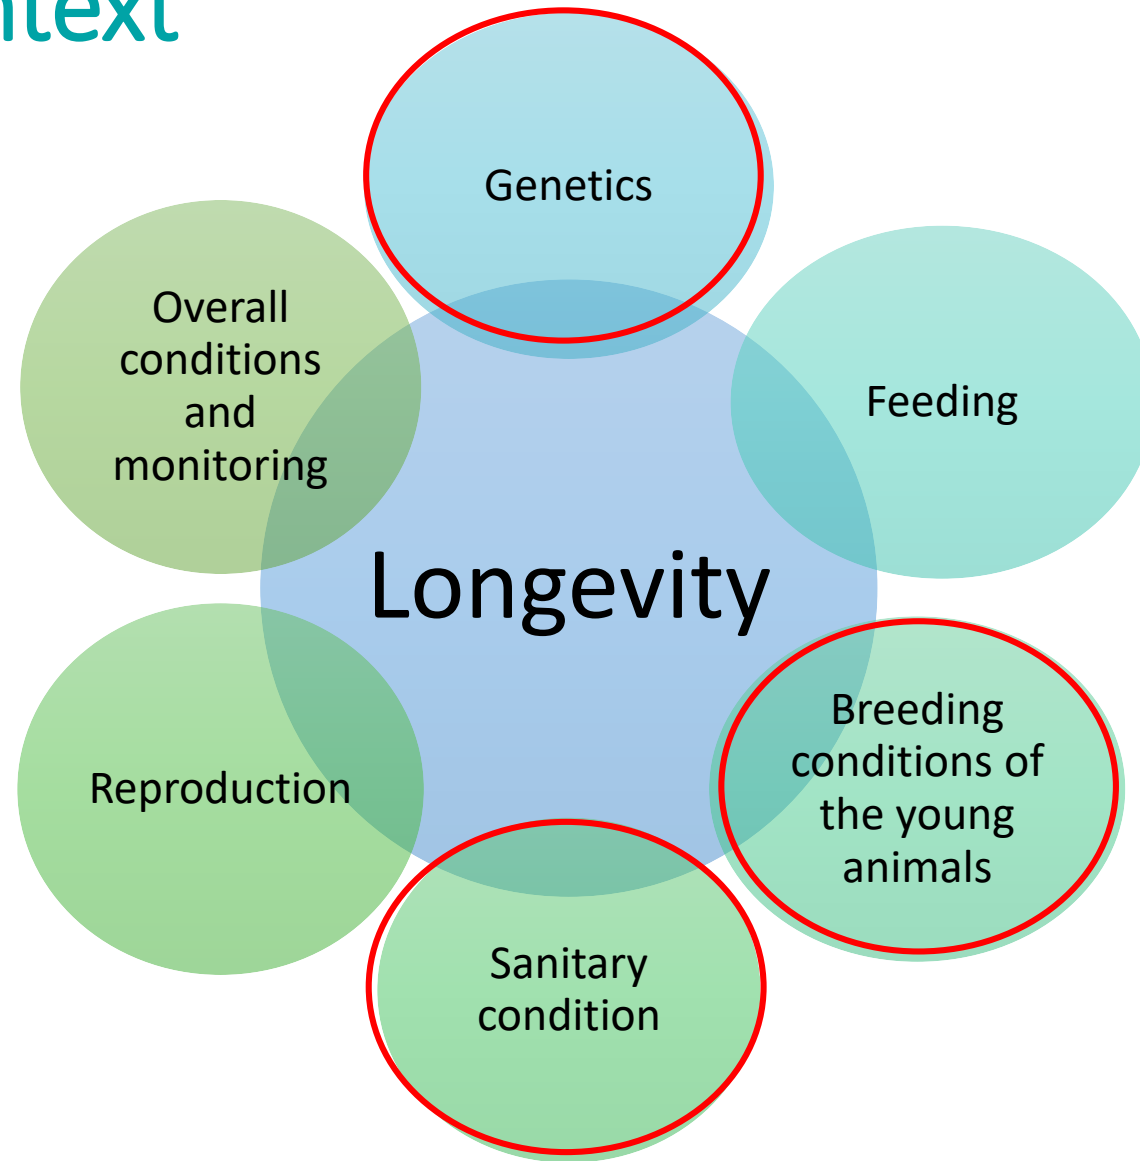 ntext
Genetics
Overall
conditions
and
monitoring
Feeding
Longevity
Breeding
conditions of
the young
animals
Reproduction
Sanitary
condition